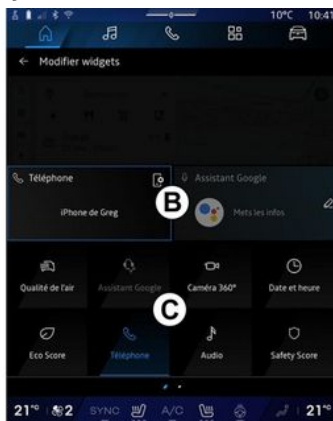 10°C 10:41
← Modifier widgets
Téléphone
Assistant Google
B
iPhone de Greg
Mets les infos
Qualité de l'air
Assistant Google
Caméra 360°
Date et heure
C
Eco Score
Téléphone
Audio
Safety Score
21° 2 SYNC A/C 21°